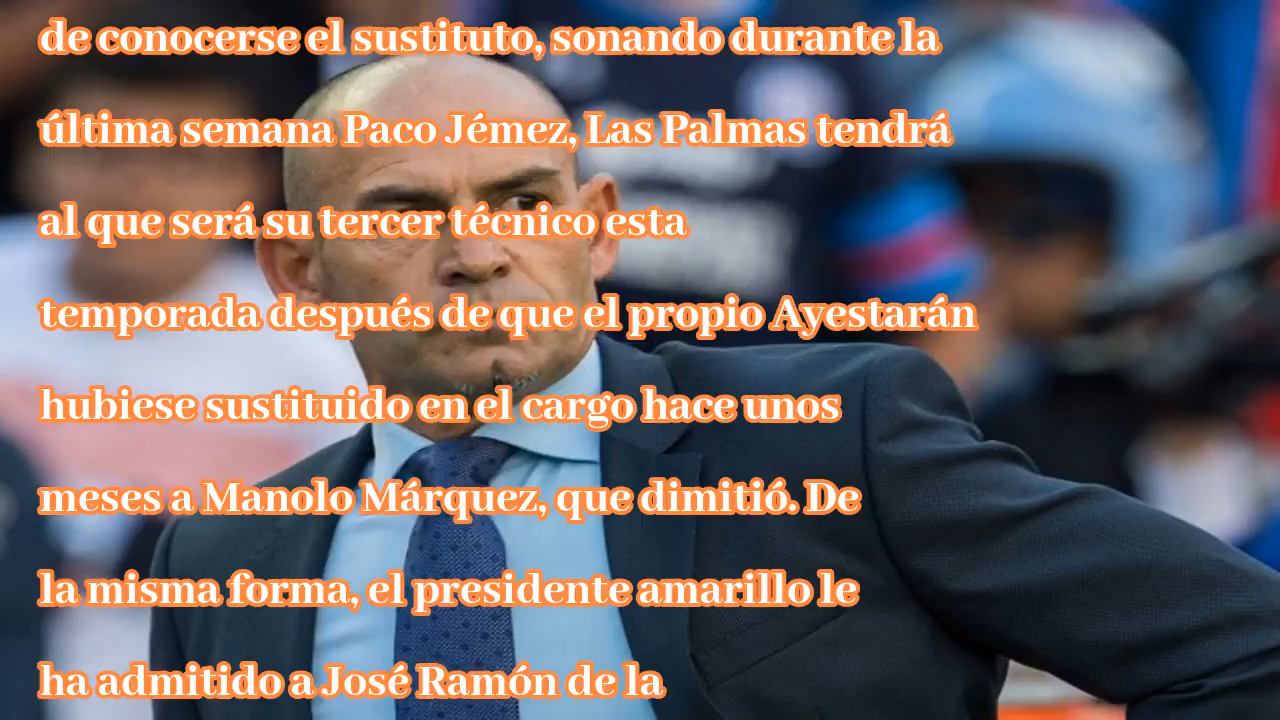 de conocerse el sustituto, sonando durante la
última semana Paco Jémez, Las Palmas tendrá
al que será su tercer técnico esta
temporada después de que el propio Ayestarán
hubiese sustituido en el cargo hace unos
meses a Manolo Márquez, que dimitió. De
la misma forma, el presidente amarillo le
ha admitido a José Ramón de la